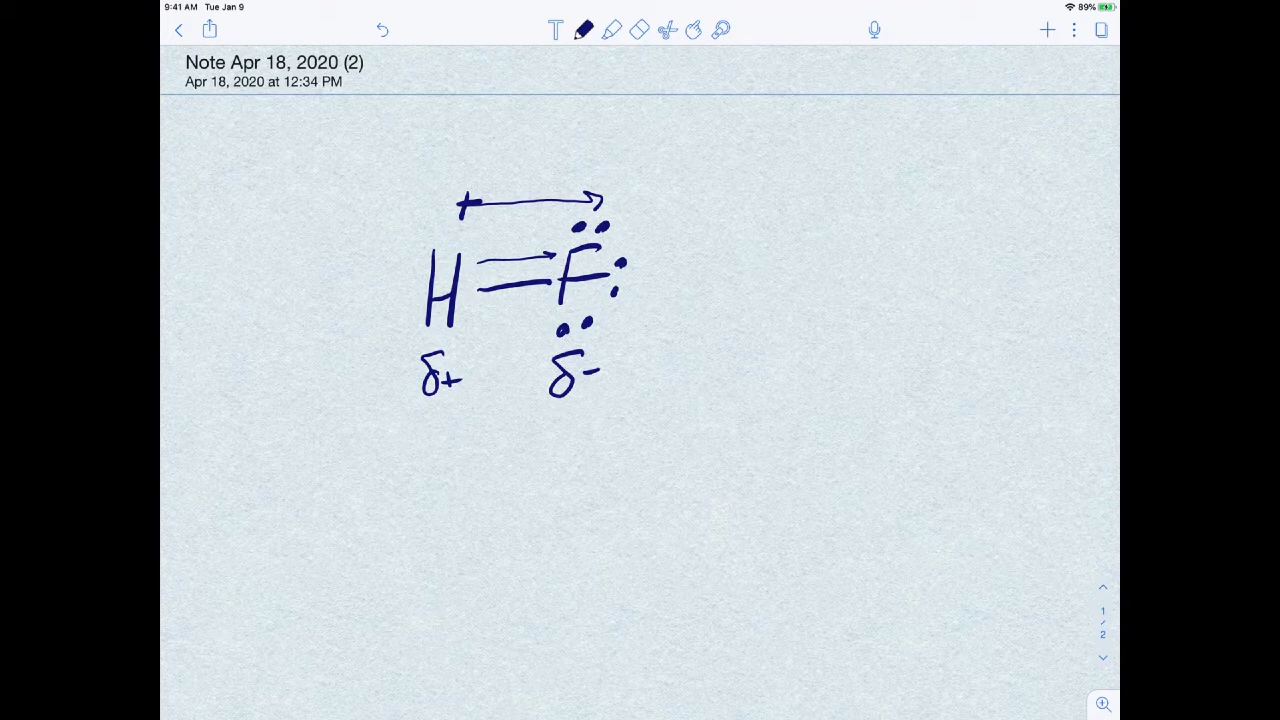 9:41 AM Tue Jan 9
89%
T
Note Apr 18, 2020 (2)
Apr 18, 2020 at 12:34 PM
H F
δ+ δ-
1
/
2